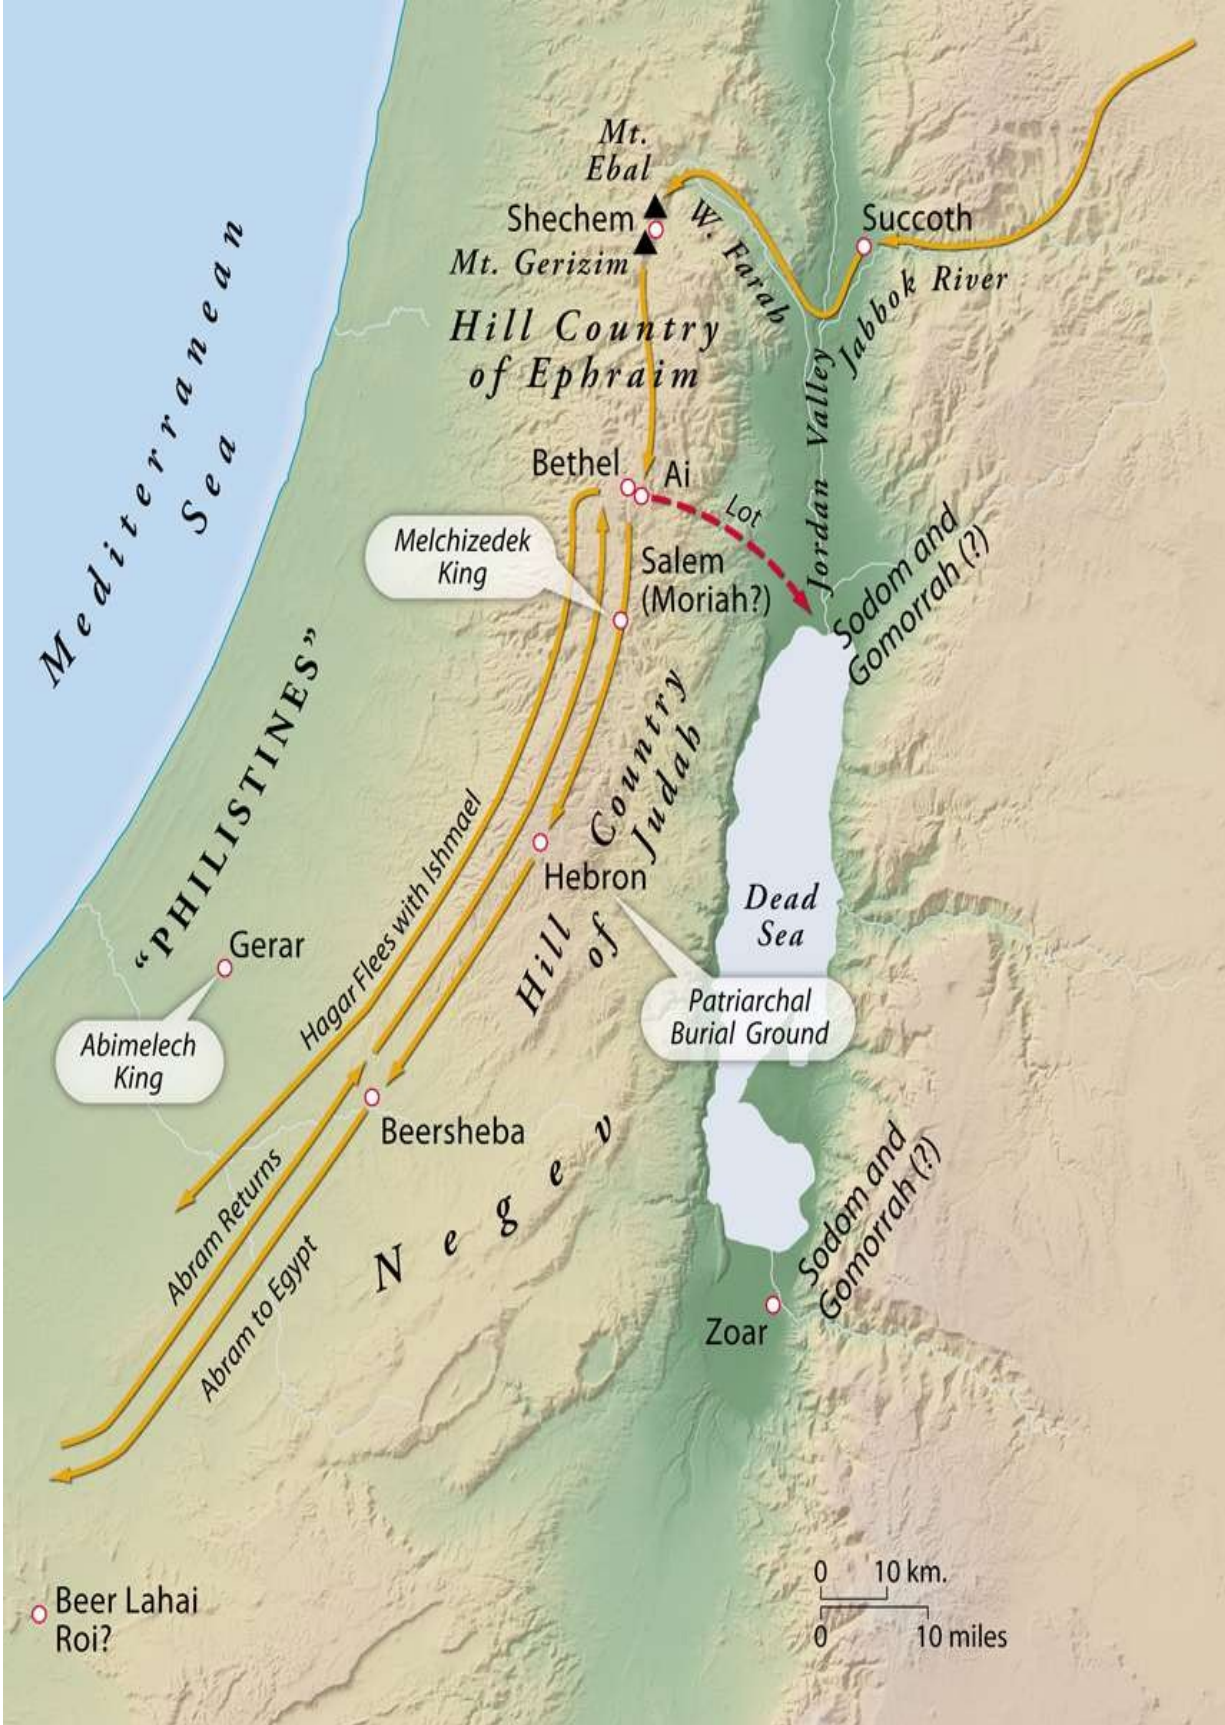 Mt.
Ebal
Shechem
Mt. Gerizim
W. Farah
Succoth
Jabbok River
Hill Country
of Ephraim
Mediterranean
Sea
Jordan Valley
Bethel
Ai
Lot
Melchizedek
King
Salem
(Moriah?)
Sodom and
Gomorrah (?)
"PHILISTINES"
Hill Country
of Judah
Hagar Flees with Ishmael
Hebron
Dead
Sea
Gerar
Patriarchal
Burial Ground
Abimelech
King
Beersheba
Negev
Abram Returns
Abram to Egypt
Sodom and
Gomorrah (?)
Zoar
Beer Lahai
Roi?
0 10 km.
0 10 miles